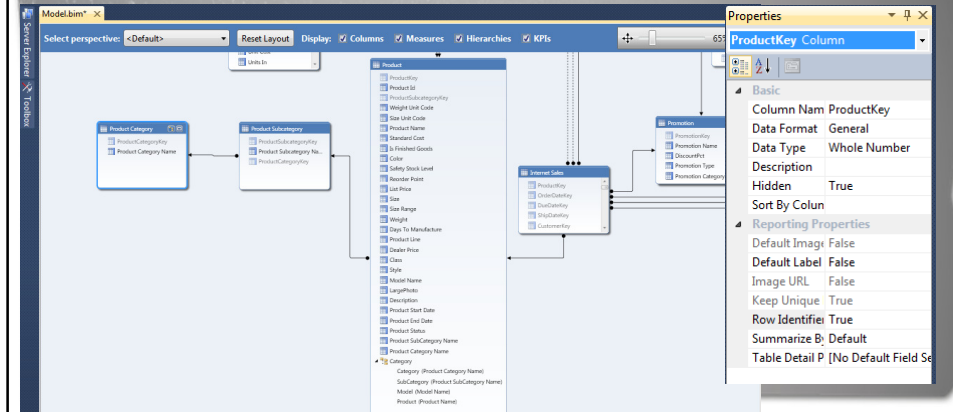 Model.bim* ×
Server Explorer
Toolbox
Select perspective: <Default>
Reset Layout
Display: Columns Measures Hierarchies KPIs
65%
Units In
Product Category
ProductCategoryKey
Product Category Name
Product Subcategory
ProductSubcategoryKey
Product Subcategory Na...
ProductCategoryKey
Product
ProductKey
Product Id
ProductSubcategoryKey
Weight Unit Code
Size Unit Code
Product Name
Standard Cost
Is Finished Goods
Color
Safety Stock Level
Reorder Point
List Price
Size
Size Range
Weight
Days To Manufacture
Product Line
Dealer Price
Class
Style
Model Name
LargePhoto
Description
Product Start Date
Product End Date
Product Status
Product SubCategory Name
Product Category Name
Category
Category (Product Category Name)
SubCategory (Product SubCategory Name)
Model (Model Name)
Product (Product Name)
Internet Sales
ProductKey
OrderDateKey
DueDateKey
ShipDateKey
CustomerKey
Promotion
PromotionKey
Promotion Name
DiscountPct
Promotion Type
Promotion Category
Properties
ProductKey Column
Basic
Column Nam ProductKey
Data Format General
Data Type Whole Number
Description
Hidden True
Sort By Colun
Reporting Properties
Default Image False
Default Label False
Image URL False
Keep Unique True
Row Identifier True
Summarize By Default
Table Detail P [No Default Field Se